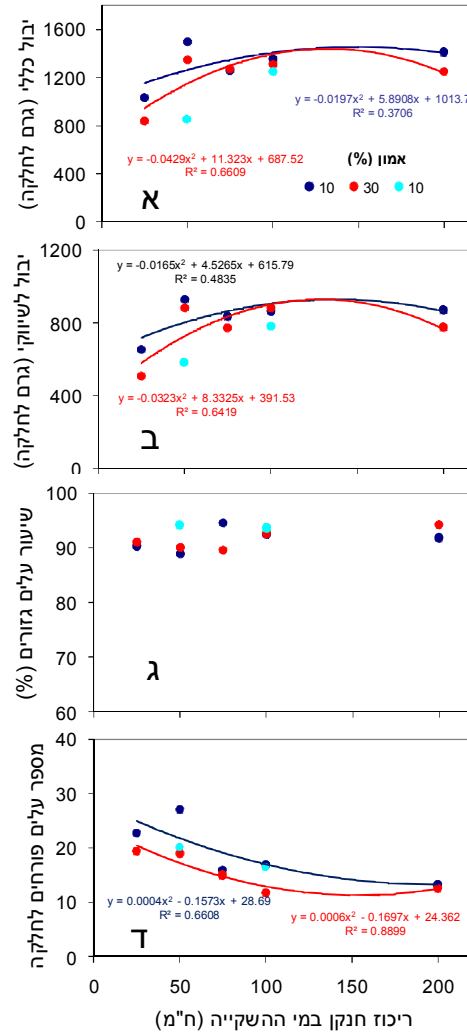 יבול כללי (גרם לחלקה)
1600
1200
800
400
0
y = -0.0197x² + 5.8908x + 1013.7
R² = 0.3706
y = -0.0429x² + 11.323x + 687.52
R² = 0.6609
אמון (%)
10 30 10
א
יבול לשיווקי (גרם לחלקה)
1200
800
400
0
y = -0.0165x² + 4.5265x + 615.79
R² = 0.4835
y = -0.0323x² + 8.3325x + 391.53
R² = 0.6419
ב
שיעור עלים גזורים (%)
100
90
80
70
60
ג
מספר עלים פורחים לחלקה
40
30
20
10
0
y = 0.0004x² - 0.1573x + 28.69
R² = 0.6608
y = 0.0006x² - 0.1697x + 24.362
R² = 0.8899
ד
0 50 100 150 200
ריכוז חנקן במי ההשקייה (ח"מ)